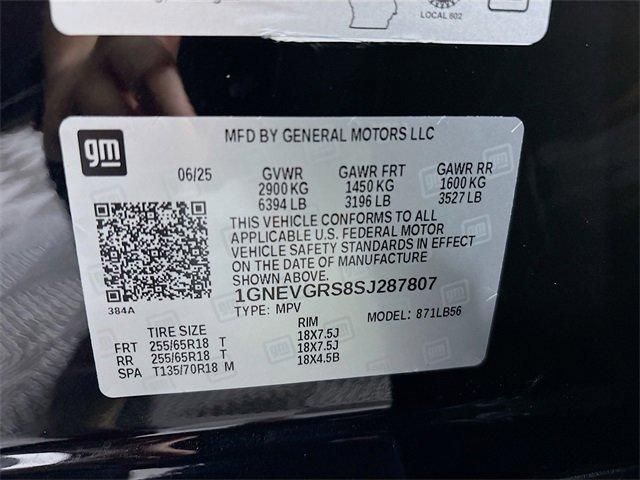 LOCAL 602
gm
MFD BY GENERAL MOTORS LLC
06/25 GVWR GAWR FRT GAWR RR
2900 KG 1450 KG 1600 KG
6394 LB 3196 LB 3527 LB
THIS VEHICLE CONFORMS TO ALL
APPLICABLE U.S. FEDERAL MOTOR
VEHICLE SAFETY STANDARDS IN EFFECT
ON THE DATE OF MANUFACTURE
SHOWN ABOVE.
1GNEVGRS8SJ287807
384A
TYPE: MPV MODEL: 871LB56
TIRE SIZE RIM
FRT 255/65R18 T 18X7.5J
RR 255/65R18 T 18X7.5J
SPA T135/70R18 M 18X4.5B